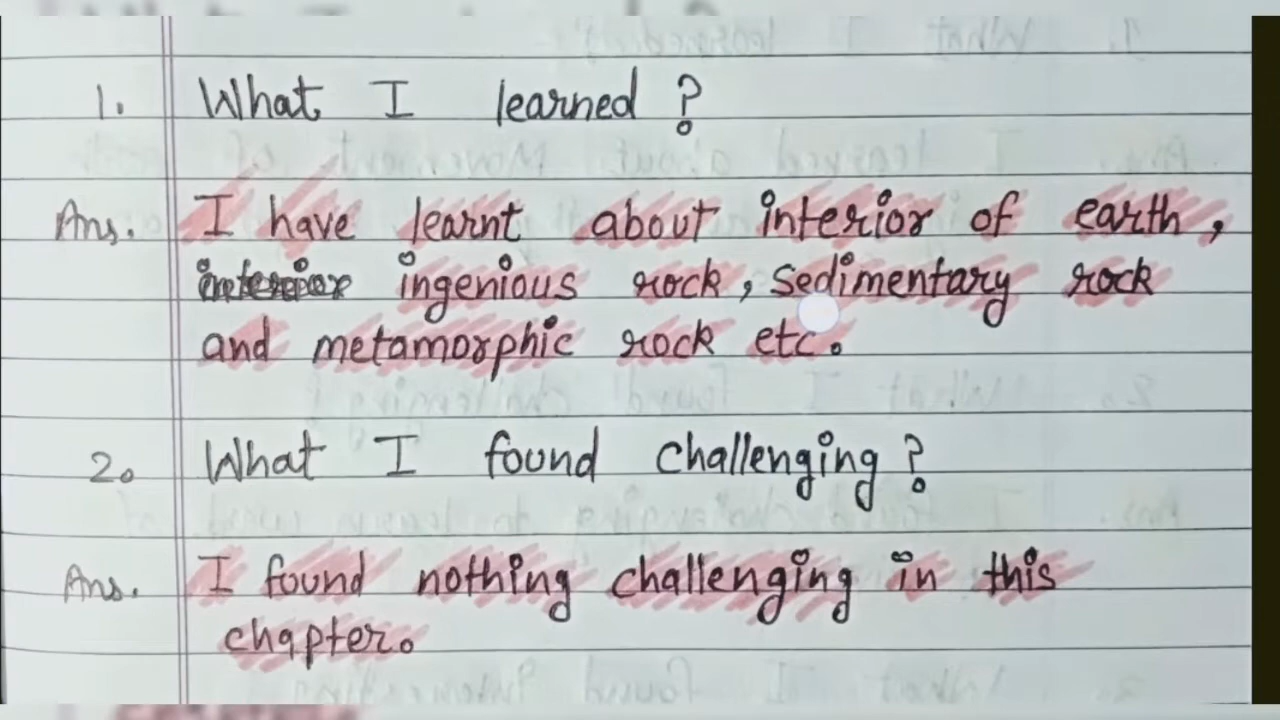 1. What I learned ?
Ans. I have learnt about interior of earth,
ingenious rock, sedimentary rock
and metamorphic rock etc.
2. What I found challenging ?
Ans. I found nothing challenging in this
chapter.